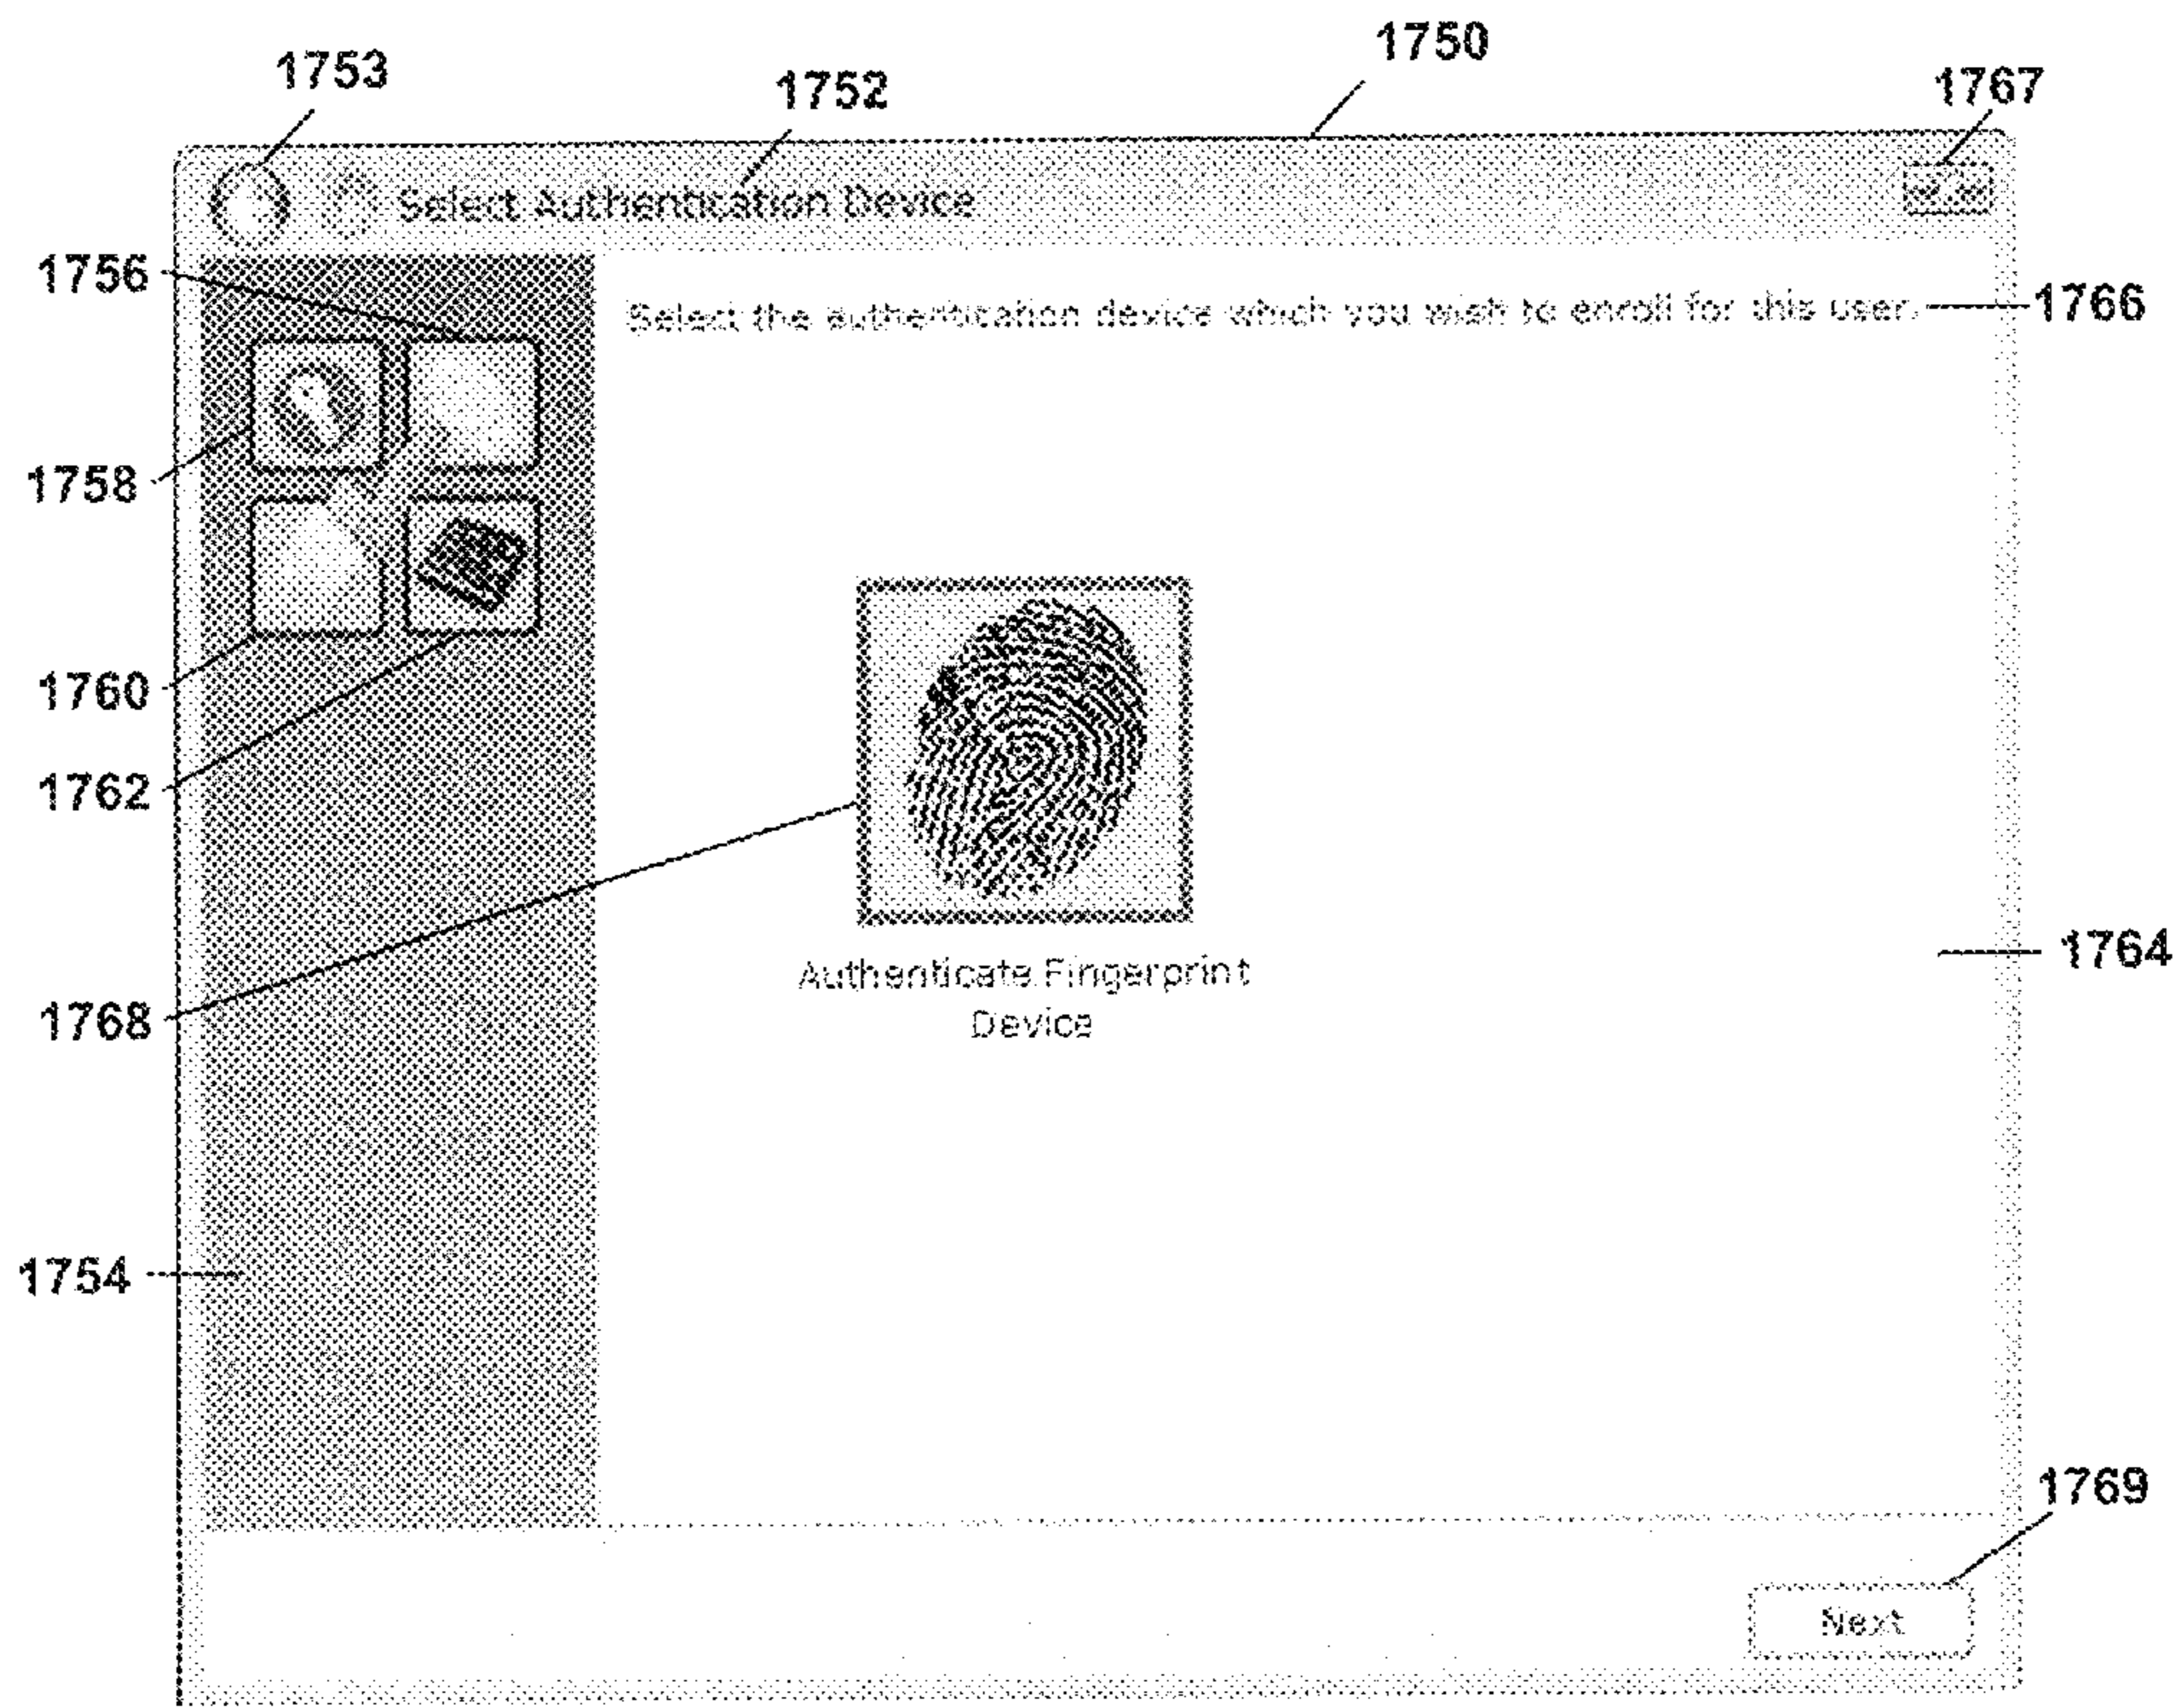 1750
1753
1752
1767
Select Authentication Device
1756
Select the authentication device which you wish to enroll for this user.
1766
1758
1760
1762
Authenticate Fingerprint
Device
1764
1768
1754
1769
Next